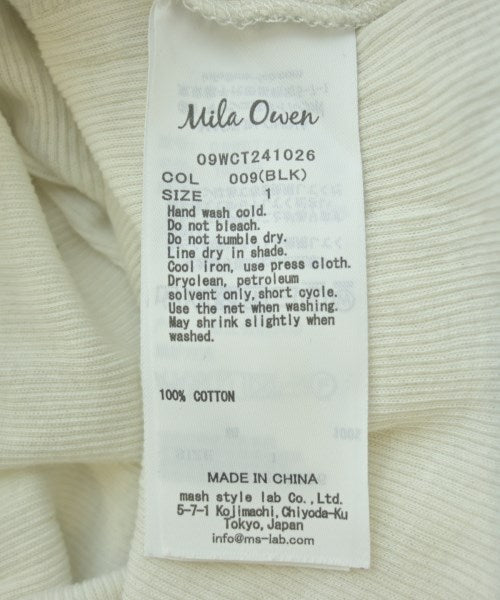 Mila Owen
09WCT241026
COL 009(BLK)
SIZE 1
Hand wash cold.
Do not bleach.
Do not tumble dry.
Line dry in shade.
Cool iron, use press cloth.
Dryclean, petroleum
solvent only,short cycle.
Use the net when washing.
May shrink slightly when
washed.
100% COTTON
MADE IN CHINA
mash style lab Co.,Ltd.
5-7-1 Kojimachi,Chiyoda-Ku
Tokyo,Japan
info@ms-lab.com